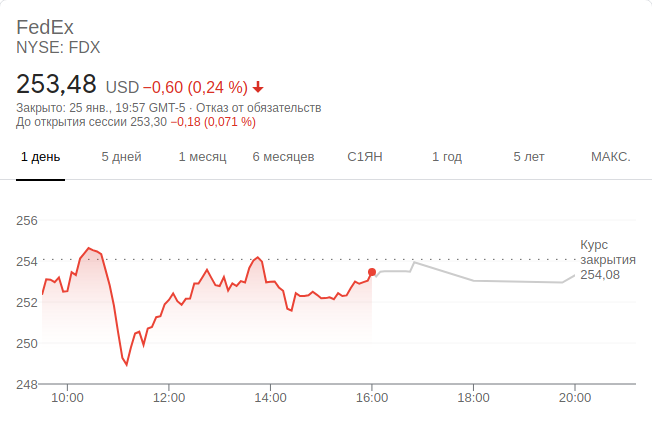 FedEx
NYSE: FDX
253,48 USD −0,60 (0,24 %)
Закрыто: 25 янв., 19:57 GMT-5 · Отказ от обязательств
До открытия сессии 253,30 −0,18 (0,071 %)
1 день 5 дней 1 месяц 6 месяцев С1ЯН 1 год 5 лет МАКС.
256
254
252
250
248
Курс
закрытия
254,08
10:00 12:00 14:00 16:00 18:00 20:00